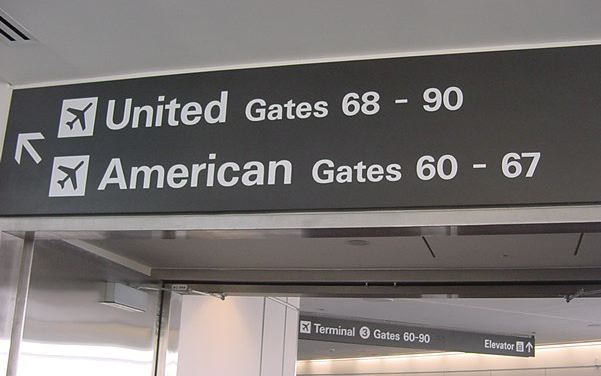 United Gates 68 - 90
American Gates 60 - 67
Terminal 3 Gates 60-90
Elevator